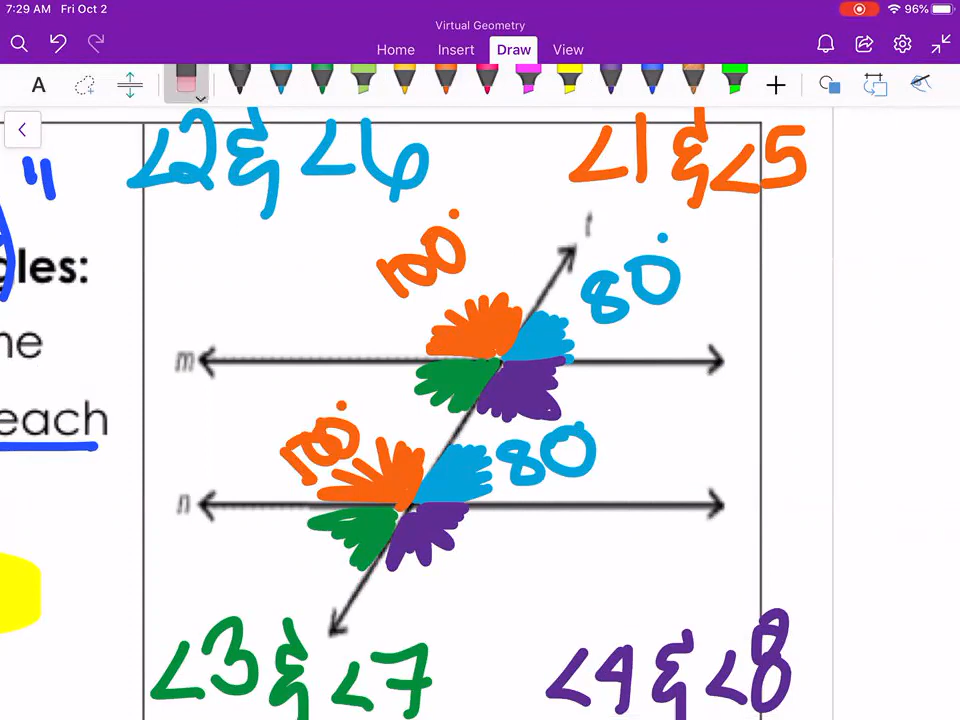 7:29 AM Fri Oct 2
96%
Virtual Geometry
Home Insert Draw View
A
<2 & <6
<1 & <5
"
ales:
ne
each
t
100°
80°
m
100°
80
n
<3 & <7
<4 & <8